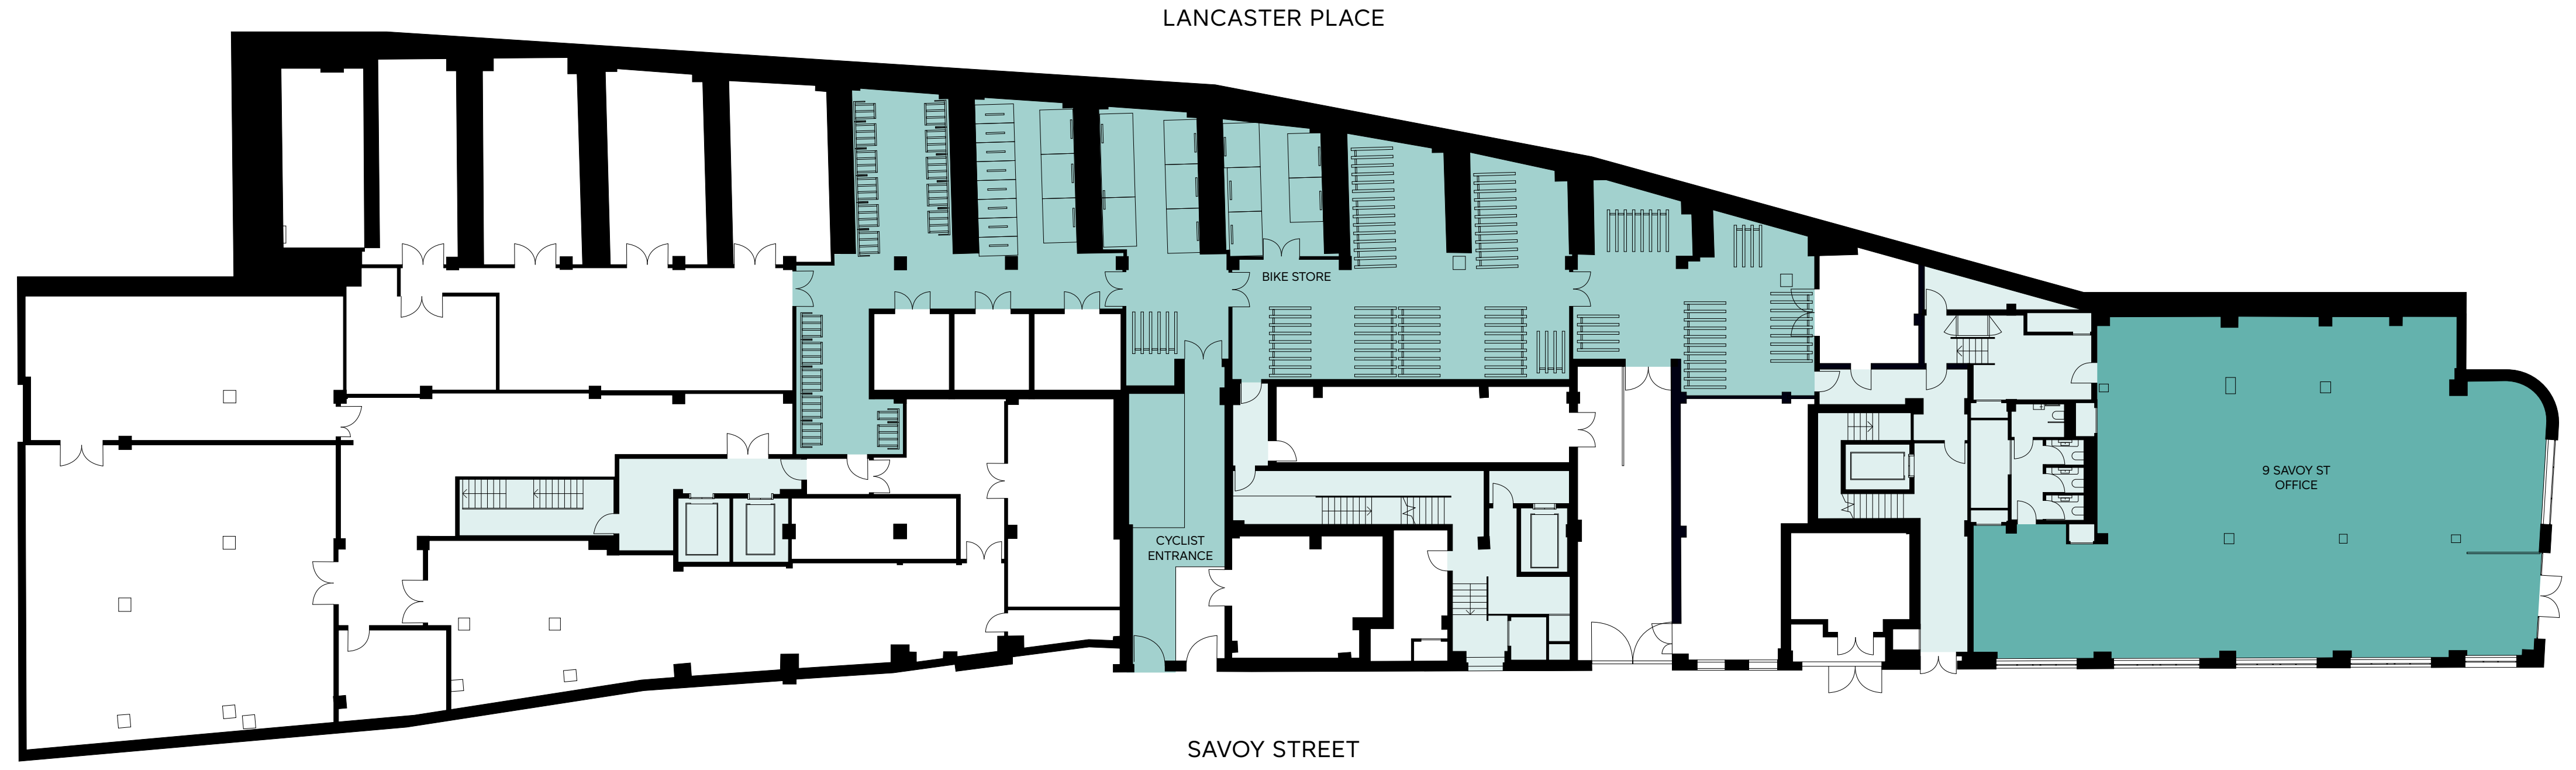 LANCASTER PLACE
BIKE STORE
9 SAVOY ST
OFFICE
CYCLIST
ENTRANCE
SAVOY STREET